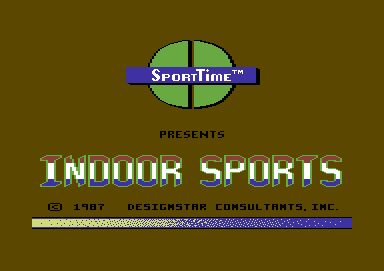 SPORTTIME™
PRESENTS
INDOOR SPORTS
© 1987 DESIGNSTAR CONSULTANTS, INC.